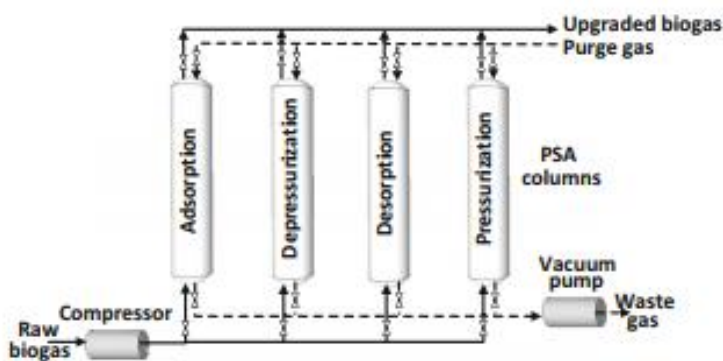 Upgraded biogas
Purge gas
Adsorption
Depressurization
Desorption
Pressurization
PSA
columns
Vacuum
pump
Waste
gas
Compressor
Raw
biogas